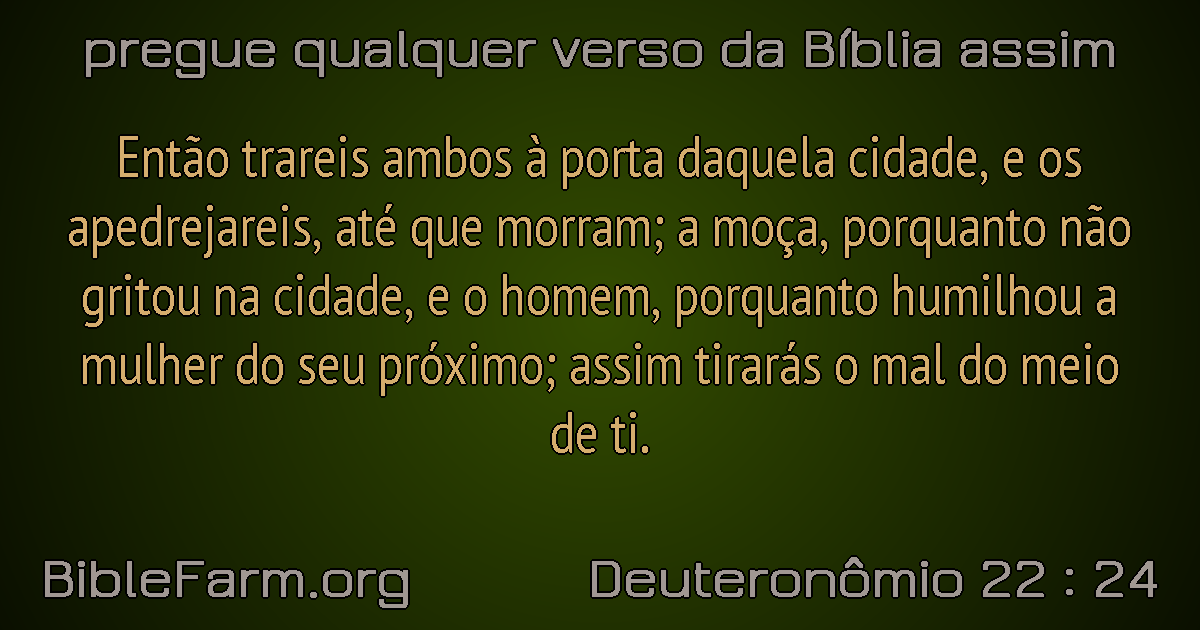 pregue qualquer verso da Bíblia assim
Então trareis ambos à porta daquela cidade, e os
apedrejareis, até que morram; a moça, porquanto não
gritou na cidade, e o homem, porquanto humilhou a
mulher do seu próximo; assim tirarás o mal do meio
de ti.
BibleFarm.org
Deuteronômio 22 : 24